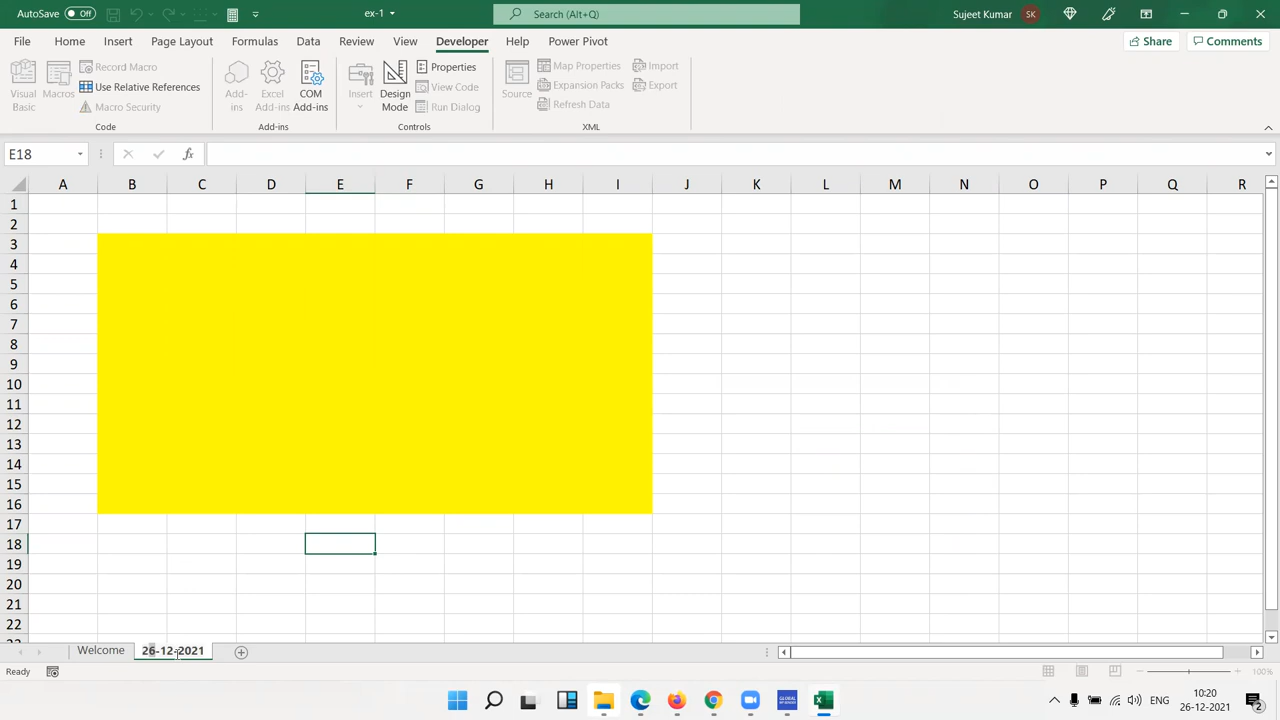 AutoSave Off ex-1 Search (Alt+Q) Sujeet Kumar SK
File Home Insert Page Layout Formulas Data Review View Developer Help Power Pivot Share Comments
Visual Basic Macros Record Macro Use Relative References Macro Security
Add-ins Excel Add-ins COM Add-ins
Insert Design Mode Properties View Code Run Dialog
Source Map Properties Expansion Packs Refresh Data Import Export
Code Add-ins Controls XML
E18 fx
A B C D E F G H I J K L M N O P Q R
1
2
3
4
5
6
7
8
9
10
11
12
13
14
15
16
17
18
19
20
21
22
Welcome 26-12-2021
Ready 100%
GLOBAL ENG 10:20
26-12-2021 2